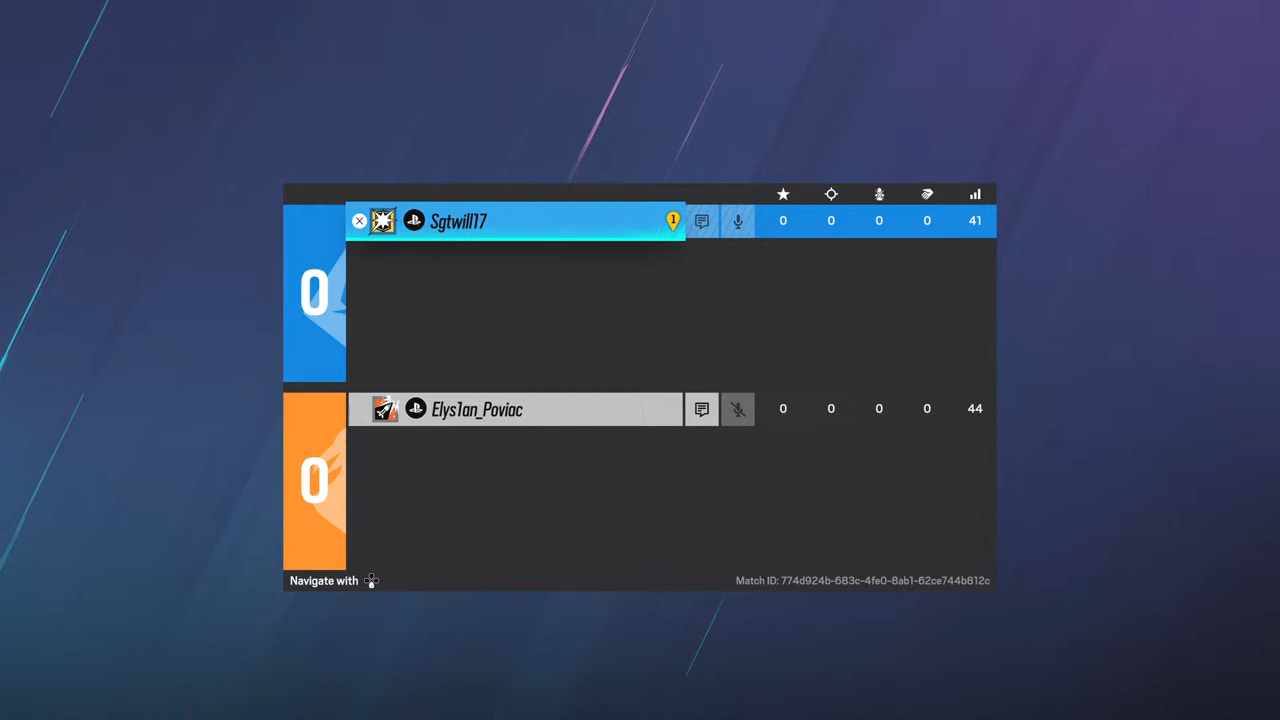 Sgtwill17 1 0 0 0 0 41
0
Elys1an_Poviac 0 0 0 0 44
0
Navigate with
Match ID: 774d924b-683c-4fe0-8ab1-62ce744b812c